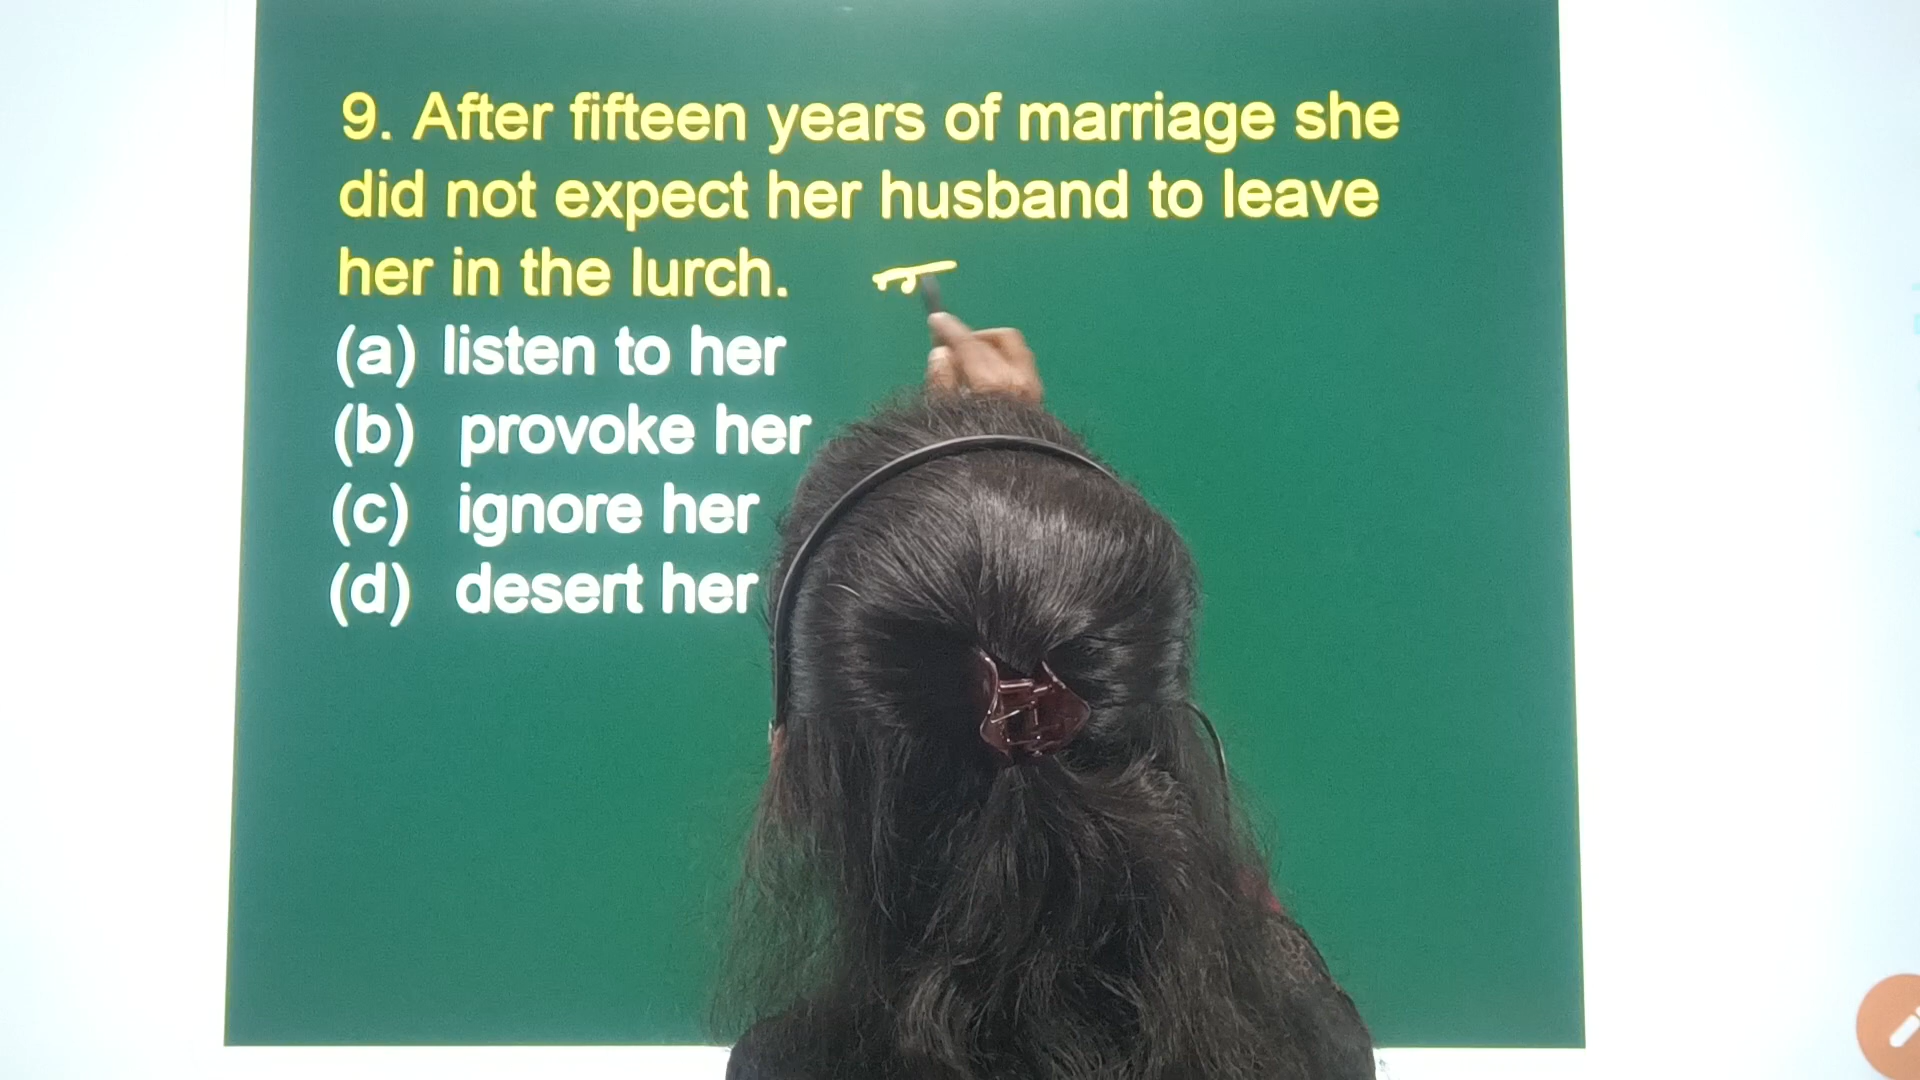 9. After fifteen years of marriage she
did not expect her husband to leave
her in the lurch.
(a) listen to her
(b) provoke her
(c) ignore her
(d) desert her